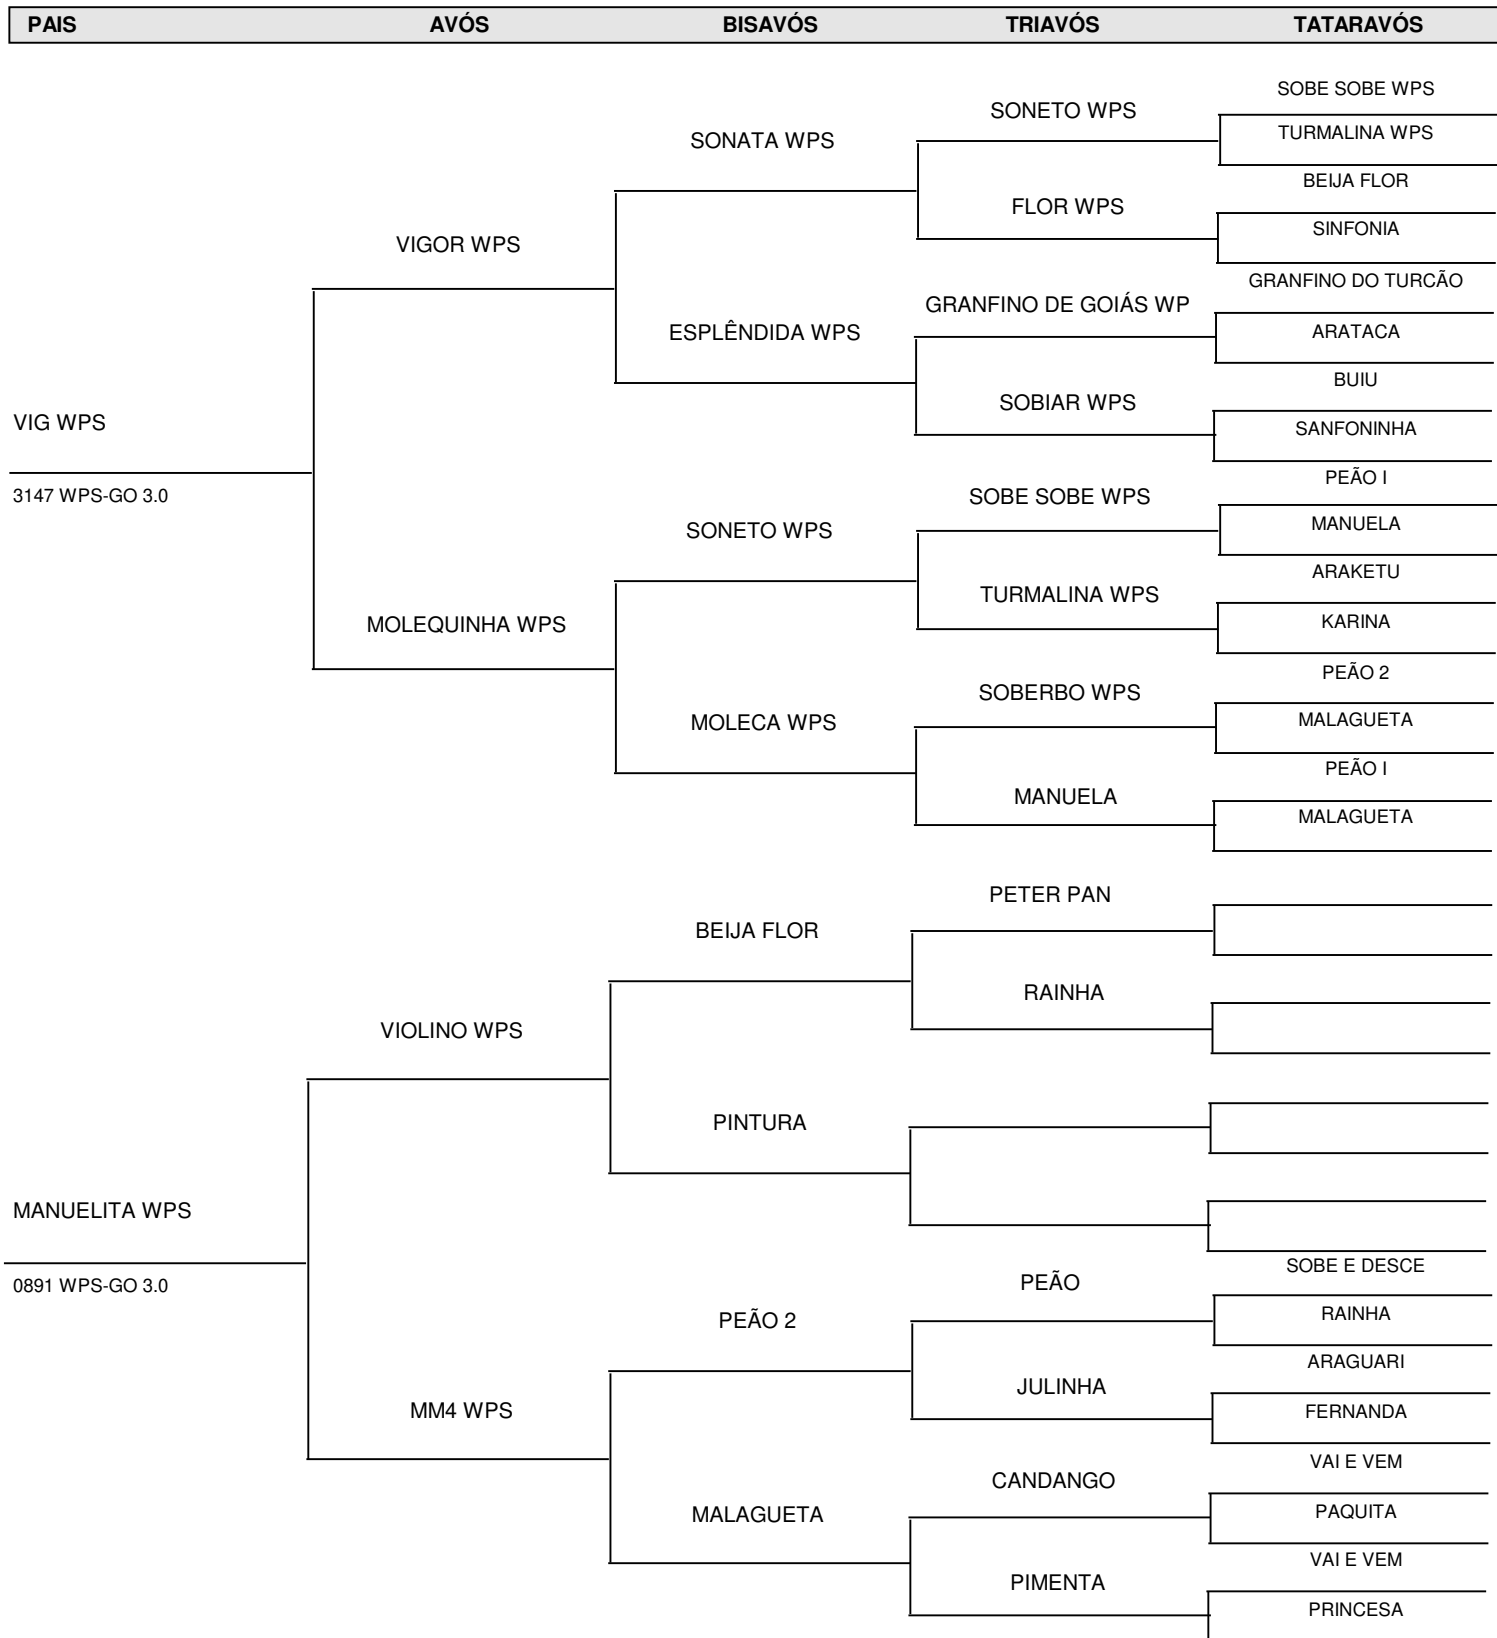 PAIS AVÓS BISAVÓS TRIAVÓS TATARAVÓS
SOBE SOBE WPS
SONETO WPS
TURMALINA WPS
SONATA WPS
BEIJA FLOR
FLOR WPS
SINFONIA
VIGOR WPS
GRANFINO DO TURCÃO
GRANFINO DE GOIÁS WP
ESPLÊNDIDA WPS
ARATACA
BUIU
SOBIAR WPS
VIG WPS
SANFONINHA
PEÃO I
3147 WPS-GO 3.0
SOBE SOBE WPS
MANUELA
SONETO WPS
ARAKETU
TURMALINA WPS
MOLEQUINHA WPS
KARINA
PEÃO 2
SOBERBO WPS
MOLECA WPS
MALAGUETA
PEÃO I
MANUELA
MALAGUETA
PETER PAN
BEIJA FLOR
RAINHA
VIOLINO WPS
PINTURA
MANUELITA WPS
SOBE E DESCE
0891 WPS-GO 3.0
PEÃO
RAINHA
PEÃO 2
ARAGUARI
JULINHA
MM4 WPS
FERNANDA
VAI E VEM
CANDANGO
MALAGUETA
PAQUITA
VAI E VEM
PIMENTA
PRINCESA